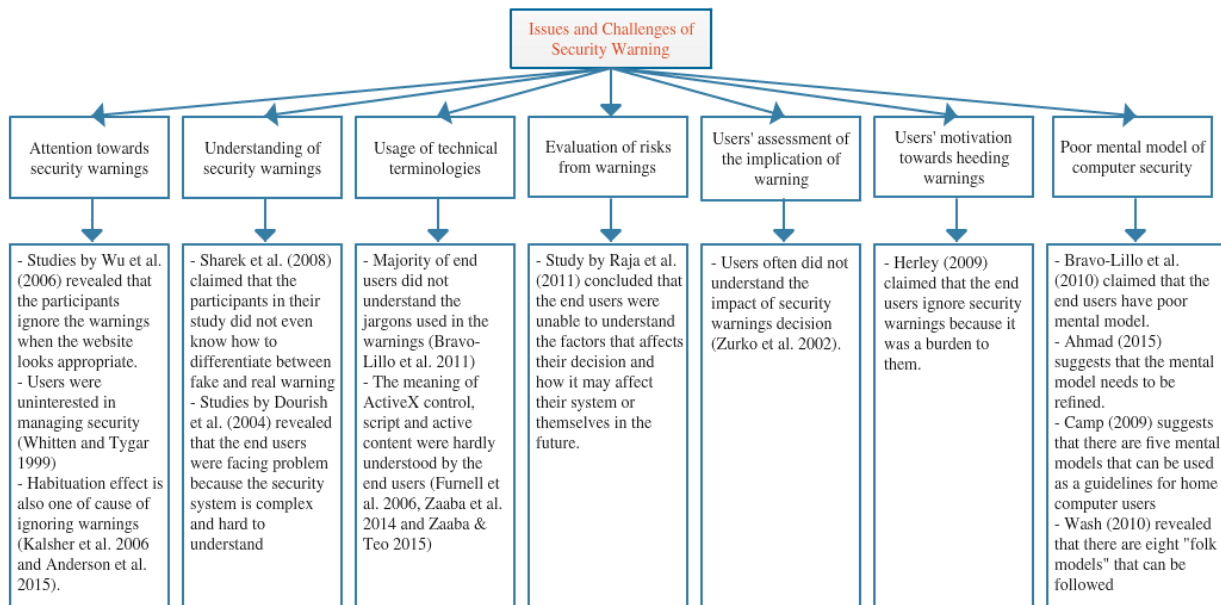 Issues and Challenges of
Security Warning
Attention towards
security warnings
Understanding of
security warnings
Usage of technical
terminologies
Evaluation of risks
from warnings
Users' assessment of
the implication of
warning
Users' motivation
towards heeding
warnings
Poor mental model of
computer security
- Studies by Wu et al.
(2006) revealed that
the participants
ignore the warnings
when the website
looks appropriate.
- Users were
uninterested in
managing security
(Whitten and Tygar
1999)
- Habituation effect is
also one of cause of
ignoring warnings
(Kalsher et al. 2006
and Anderson et al.
2015).
- Sharek et al. (2008)
claimed that the
participants in their
study did not even
know how to
differentiate between
fake and real warning
- Studies by Dourish
et al. (2004) revealed
that the end users
were facing problem
because the security
system is complex
and hard to
understand
- Majority of end
users did not
understand the
jargons used in the
warnings (Bravo-
Lillo et al. 2011)
- The meaning of
ActiveX control,
script and active
content were hardly
understood by the
end users (Furnell et
al. 2006, Zaaba et al.
2014 and Zaaba &
Teo 2015)
- Study by Raja et al.
(2011) concluded that
the end users were
unable to understand
the factors that affects
their decision and
how it may affect
their system or
themselves in the
future.
- Users often did not
understand the
impact of security
warnings decision
(Zurko et al. 2002).
- Herley (2009)
claimed that the end
users ignore security
warnings because it
was a burden to
them.
- Bravo-Lillo et al.
(2010) claimed that the
end users have poor
mental model.
- Ahmad (2015)
suggests that the mental
model needs to be
refined.
- Camp (2009) suggests
that there are five mental
models that can be used
as a guidelines for home
computer users
- Wash (2010) revealed
that there are eight "folk
models" that can be
followed